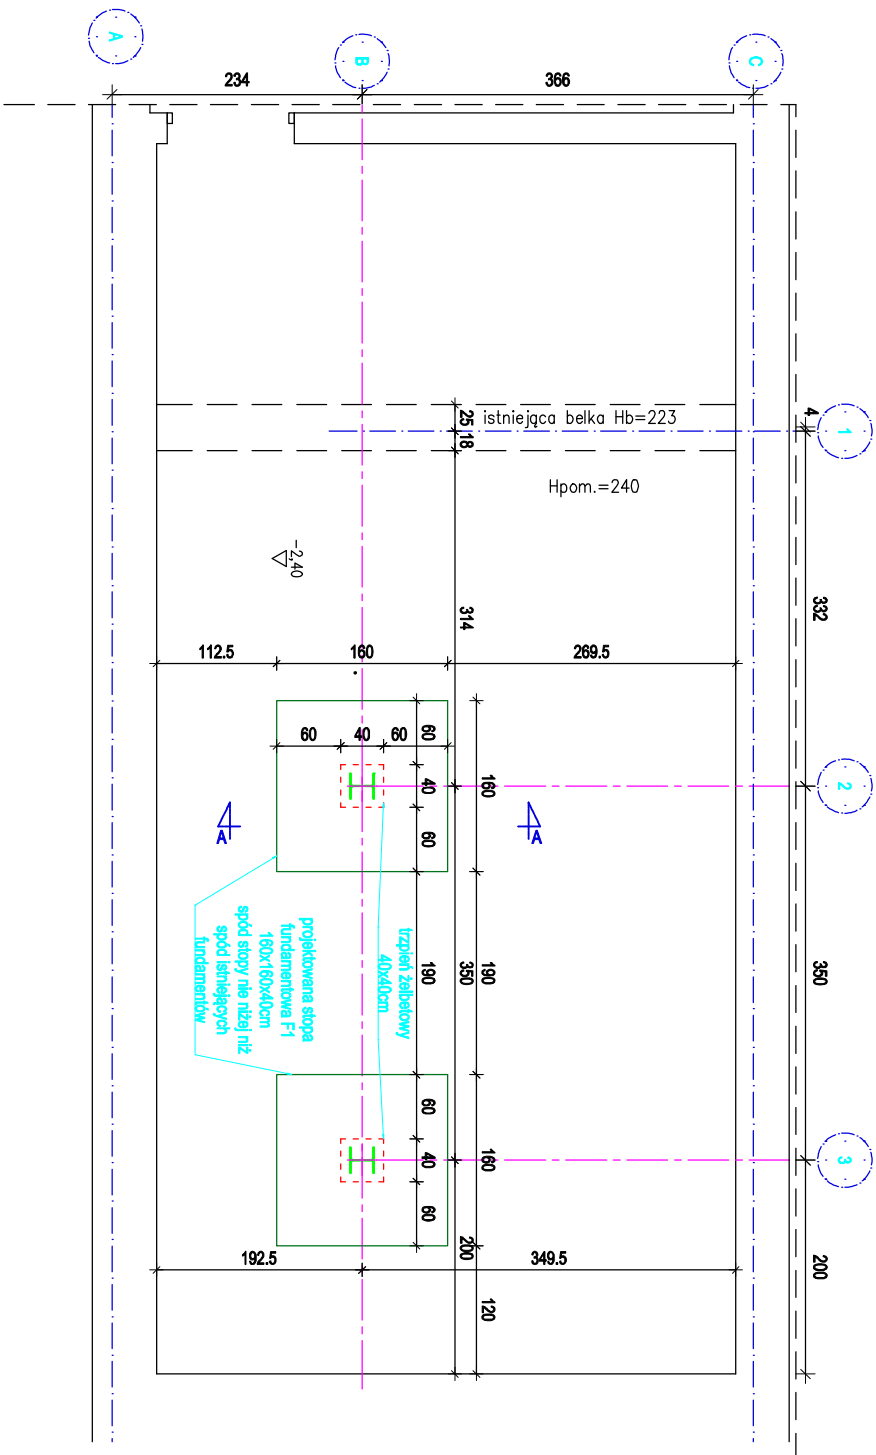 A
B
C
234
366
4
1
25
18
istniejąca belka Hb=223
Hpom.=240
-2,40
314
332
112.5
160
269.5
60
40
60
60
40
60
160
2
A
A
projektowana stopa
fundamentowa F1
160x160x40cm
spód stopy nie niżej niż
spód istniejących
fundamentów
trzpień żelbetowy
40x40cm
190
350
190
350
60
40
60
160
3
192.5
349.5
200
120
200